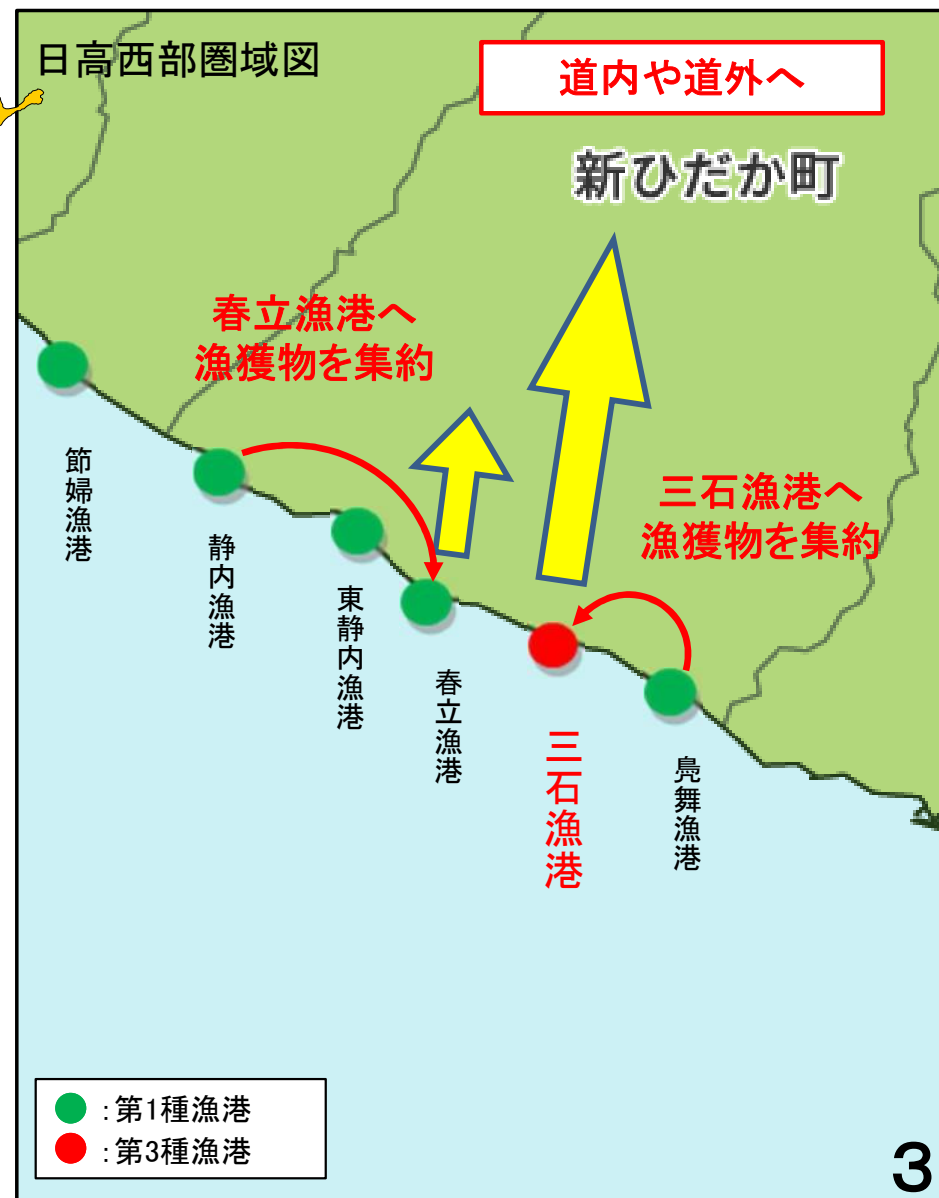 日高西部圏域図
道内や道外へ
新ひだか町
春立漁港へ
漁獲物を集約
三石漁港へ
漁獲物を集約
節婦漁港
静内漁港
東静内漁港
春立漁港
三石漁港
鳧舞漁港
:第1種漁港
:第3種漁港
3